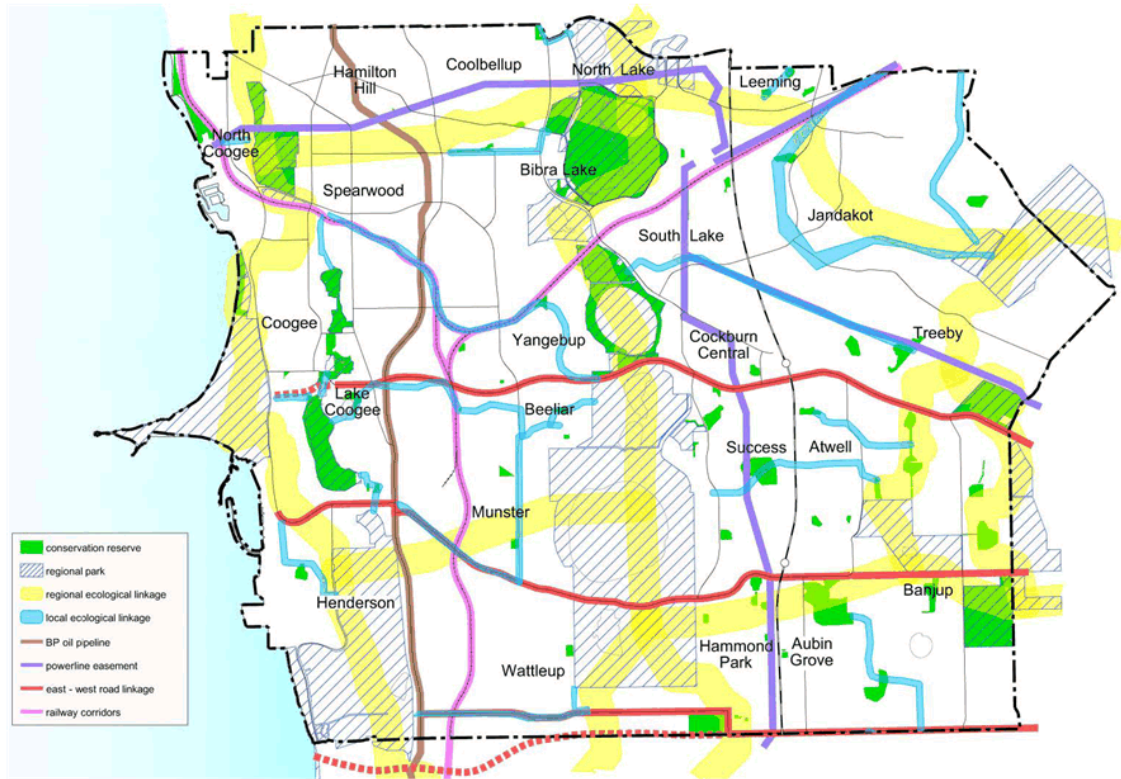 Hamilton
Hill
Coolbellup
North Lake
Leeming
North
Coogee
Spearwood
Bibra Lake
Jandakot
South Lake
Coogee
Yangebup
Cockburn
Central
Treeby
Lake
Coogee
Beeliar
Success
Atwell
Munster
Henderson
Banjup
Wattleup
Hammond
Park
Aubin
Grove
conservation reserve
regional park
regional ecological linkage
local ecological linkage
BP oil pipeline
powerline easement
east - west road linkage
railway corridors